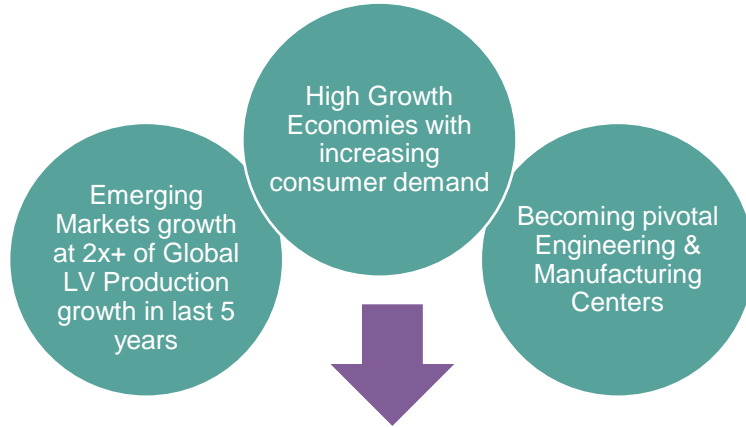 High Growth
Economies with
increasing
consumer demand
Emerging
Markets growth
at 2x+ of Global
LV Production
growth in last 5
years
Becoming pivotal
Engineering &
Manufacturing
Centers